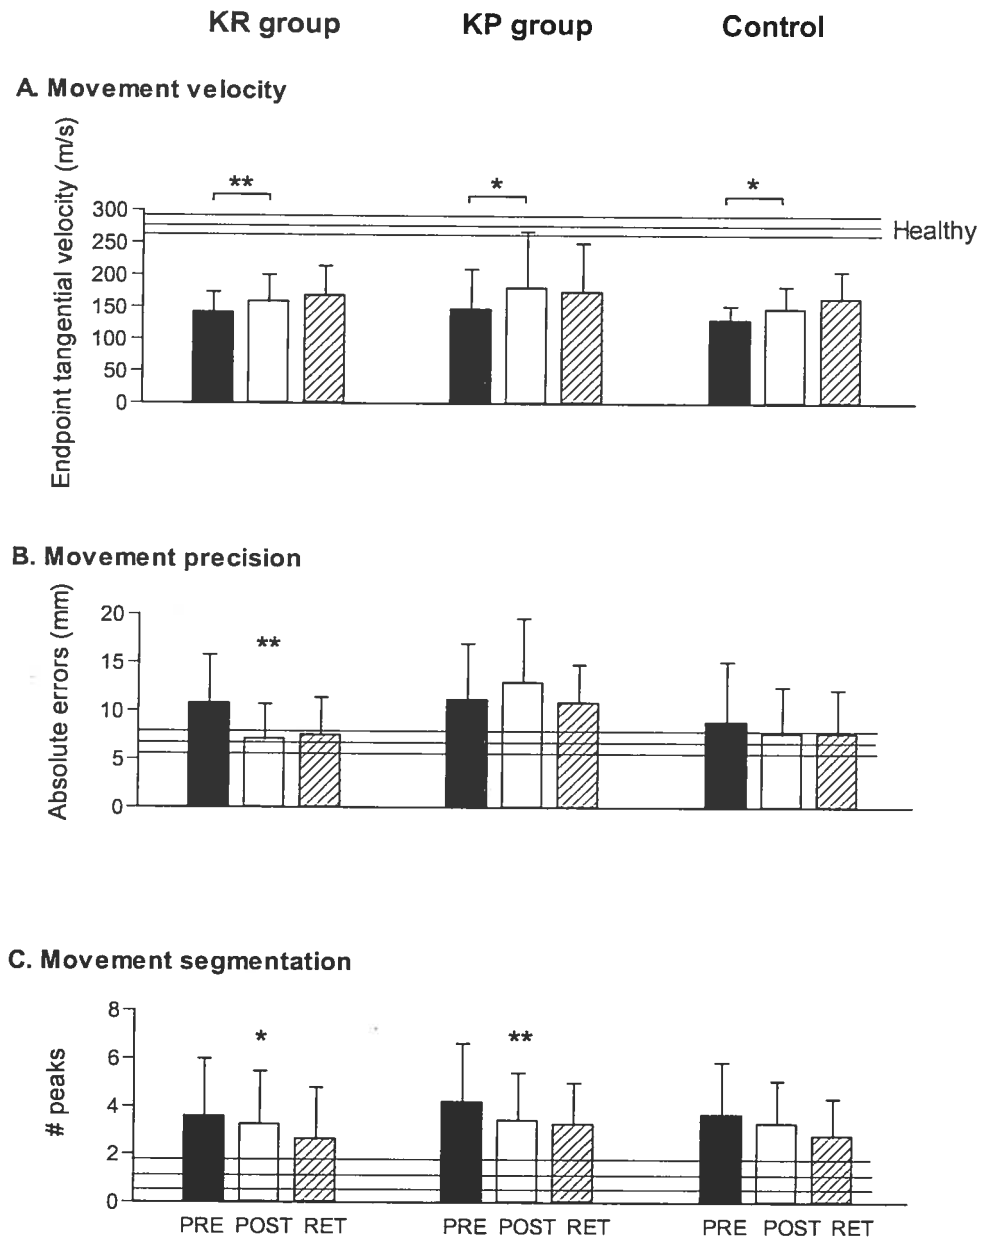 KR group KP group Control
A. Movement velocity
Endpoint tangential velocity (m/s)
** * *
300
250
200
150
100
50
0
Healthy
B. Movement precision
Absolute errors (mm)
**
20
15
10
5
0
C. Movement segmentation
# peaks
* **
8
6
4
2
0
PRE POST RET PRE POST RET PRE POST RET